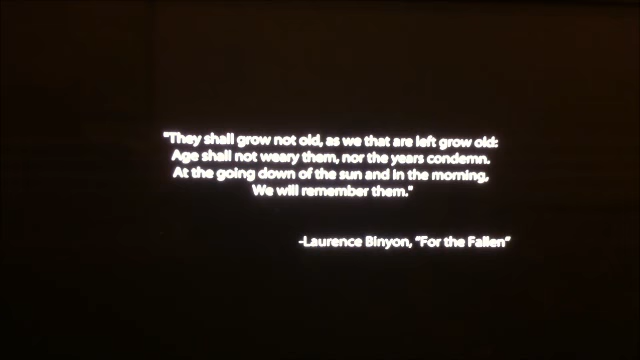 "They shall grow not old, as we that are left grow old:
Age shall not weary them, nor the years condemn.
At the going down of the sun and in the morning,
We will remember them."
-Laurence Binyon, "For the Fallen"